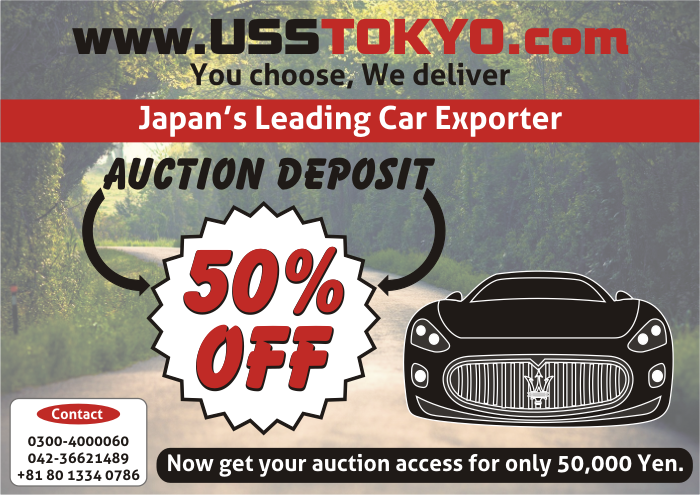 www.USSTOKYO.com
You choose, We deliver
Japan's Leading Car Exporter
AUCTION DEPOSIT
50%
OFF
Contact
0300-4000060
042-36621489
+81 80 1334 0786
Now get your auction access for only 50,000 Yen.